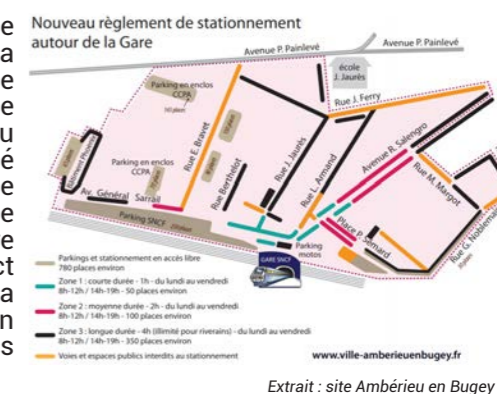 Nouveau règlement de stationnement
autour de la Gare
Avenue P. Painlevé
Avenue P. Painlevé
école
J. Jaurès
Rue J. Ferry
Parking en enclos
CCPA
Rue E. Bravet
Parking en enclos
CCPA
Rue Berthelot
Rue J. Jaurès
Rue L. Armand
Avenue R. Salengro
Rue M. Margot
Av. Général Sarrail
Parking SNCF
Place P. Sémard
Rue G. Noblemaire
Parking
motos
GARE SNCF
Parkings et stationnement en accès libre
780 places environ
Zone 1 : courte durée - 1h - du lundi au vendredi
8h-12h / 14h-19h - 50 places environ
Zone 2 : moyenne durée - 2h - du lundi au vendredi
8h-12h / 14h-19h - 100 places environ
Zone 3 : longue durée - 4h (illimité pour riverains) - du lundi au vendredi
8h-12h / 14h-19h - 350 places environ
Voies et espaces publics interdits au stationnement
www.ville-amberieuenbugey.fr
Extrait : site Ambérieu en Bugey